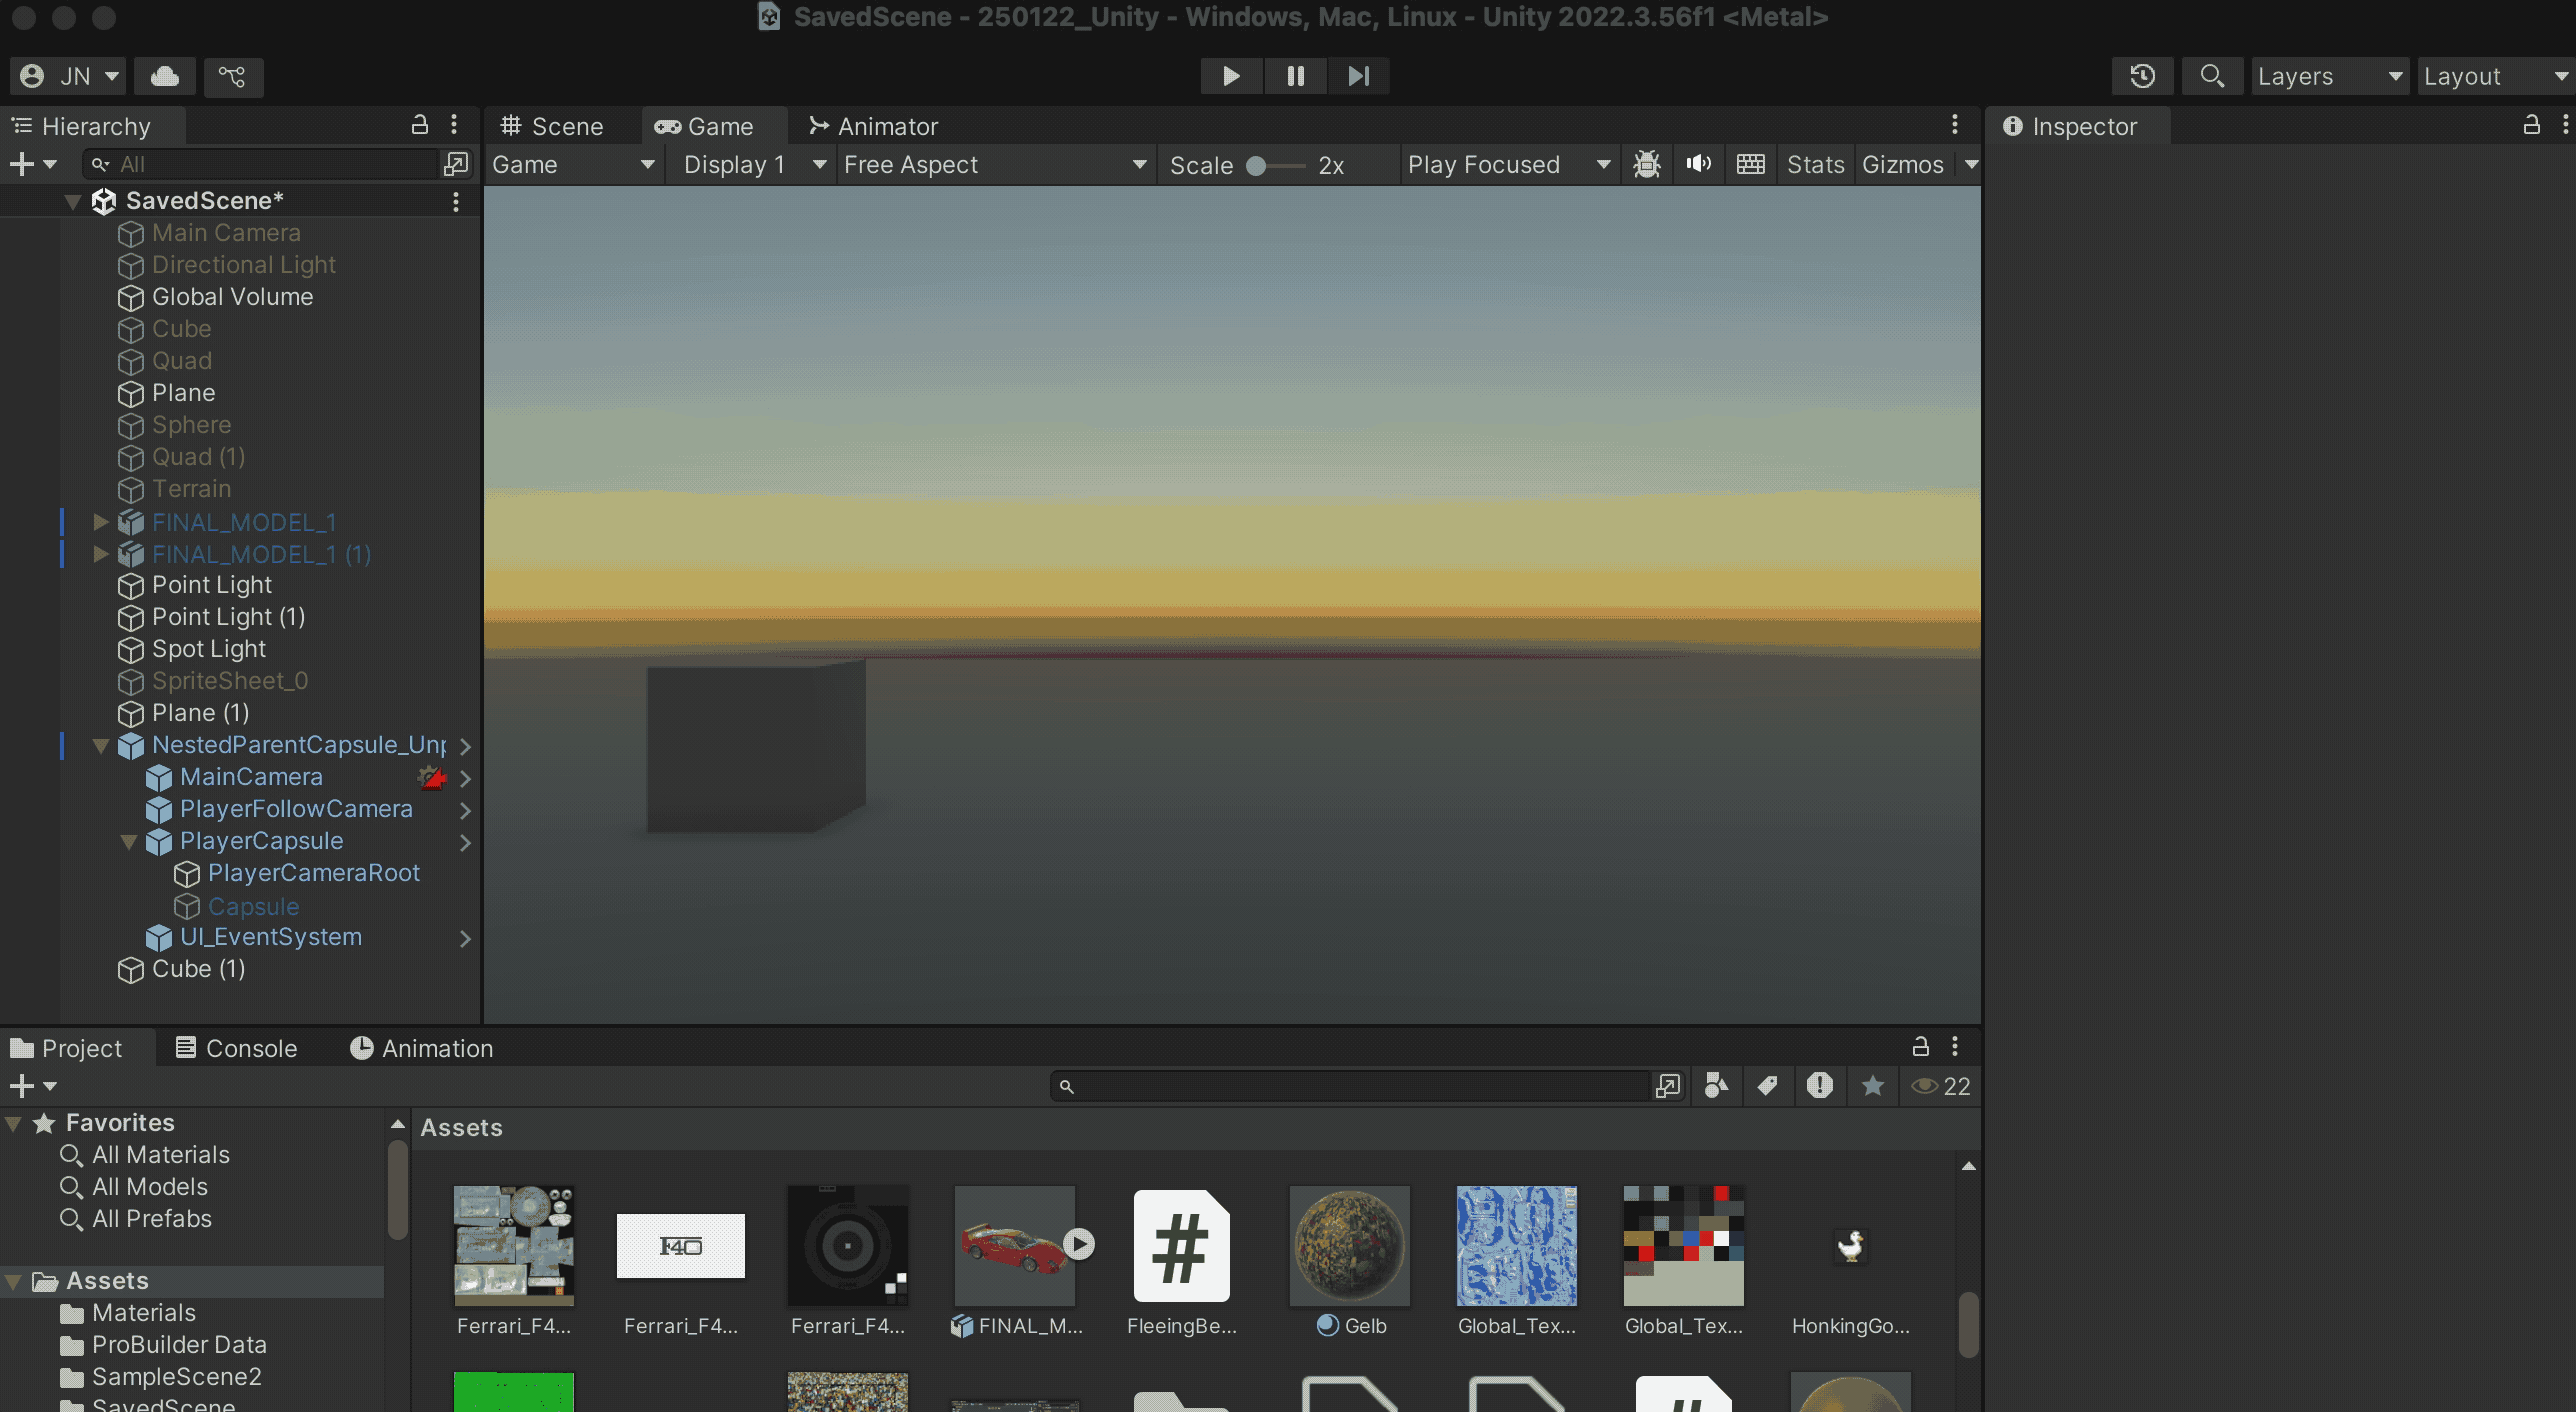 SavedScene - 250122_Unity - Windows, Mac, Linux - Unity 2022.3.56f1 <Metal>
JN
Layers
Layout
Hierarchy
Scene
Game
Animator
Inspector
All
Game
Display 1
Free Aspect
Scale
2x
Play Focused
Stats
Gizmos
SavedScene*
Main Camera
Directional Light
Global Volume
Cube
Quad
Plane
Sphere
Quad (1)
Terrain
FINAL_MODEL_1
FINAL_MODEL_1 (1)
Point Light
Point Light (1)
Spot Light
SpriteSheet_0
Plane (1)
NestedParentCapsule_Unp
MainCamera
PlayerFollowCamera
PlayerCapsule
PlayerCameraRoot
Capsule
UI_EventSystem
Cube (1)
Project
Console
Animation
22
Favorites
All Materials
All Models
All Prefabs
Assets
Materials
ProBuilder Data
SampleScene2
SavedScene
Assets
F40
Ferrari_F4...
Ferrari_F4...
Ferrari_F4...
FINAL_M...
FleeingBe...
Gelb
Global_Tex...
Global_Tex...
HonkingGo...